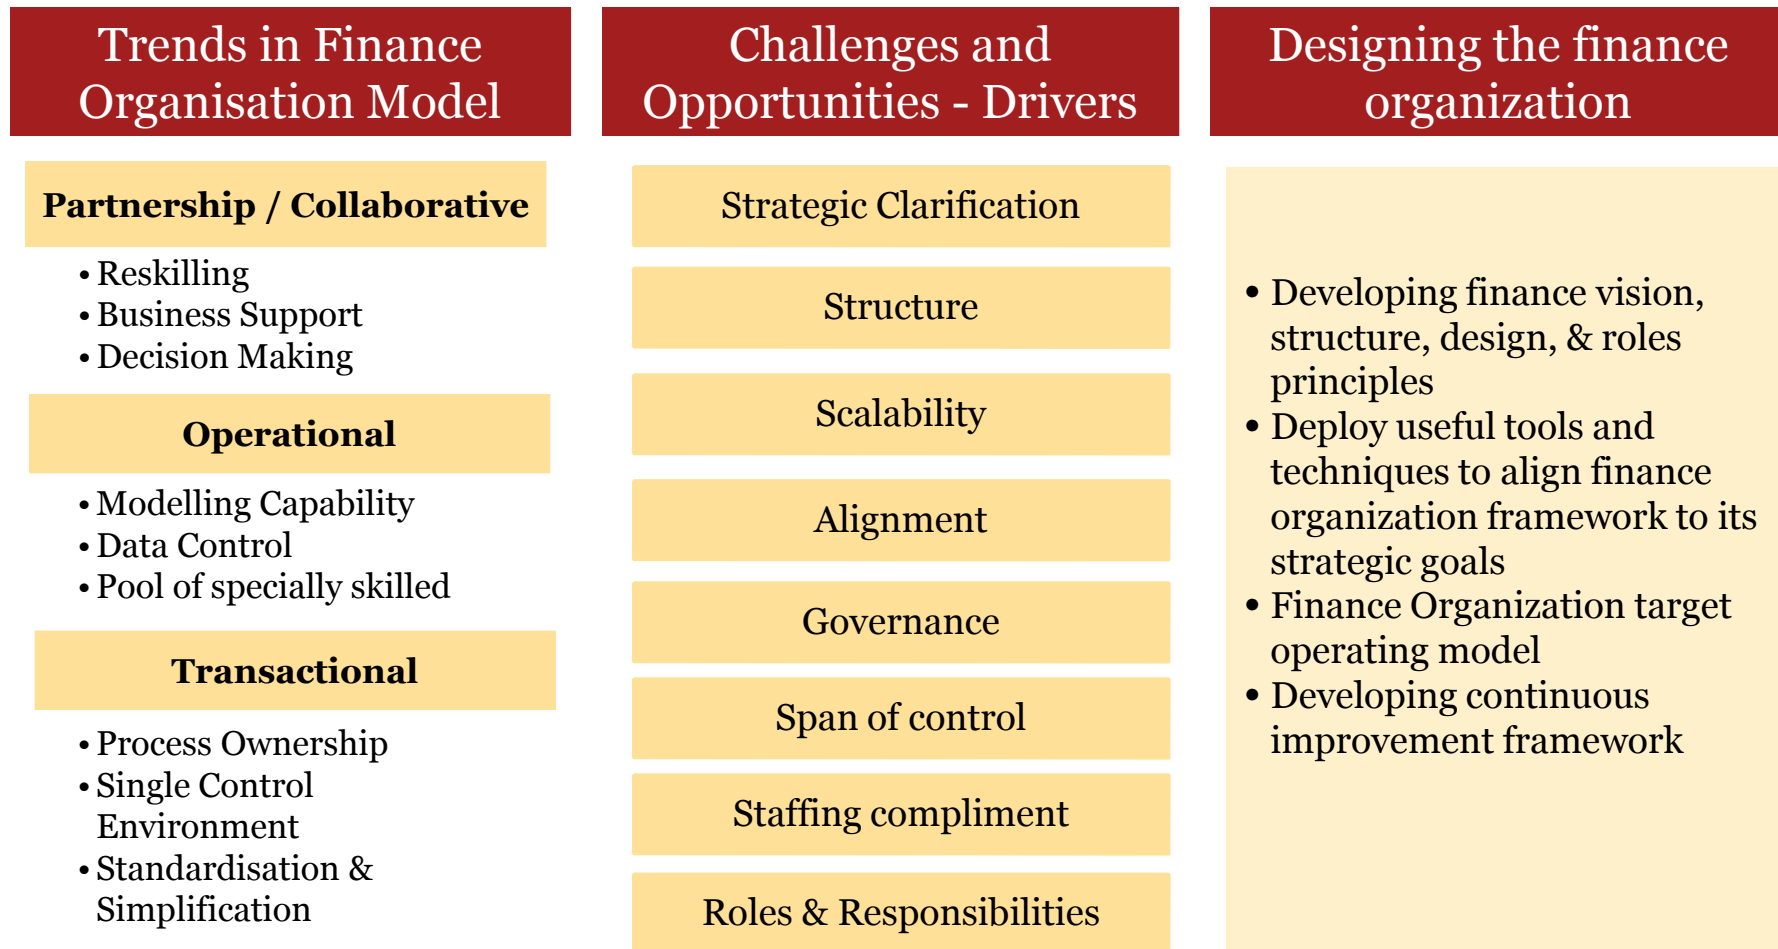 Trends in Finance
Organisation Model
Partnership / Collaborative
• Reskilling
• Business Support
• Decision Making
Operational
• Modelling Capability
• Data Control
• Pool of specially skilled
Transactional
• Process Ownership
• Single Control
Environment
• Standardisation &
Simplification
Challenges and
Opportunities - Drivers
Strategic Clarification
Structure
Scalability
Alignment
Governance
Span of control
Staffing compliment
Roles & Responsibilities
Designing the finance
organization
• Developing finance vision,
structure, design, & roles
principles
• Deploy useful tools and
techniques to align finance
organization framework to its
strategic goals
• Finance Organization target
operating model
• Developing continuous
improvement framework